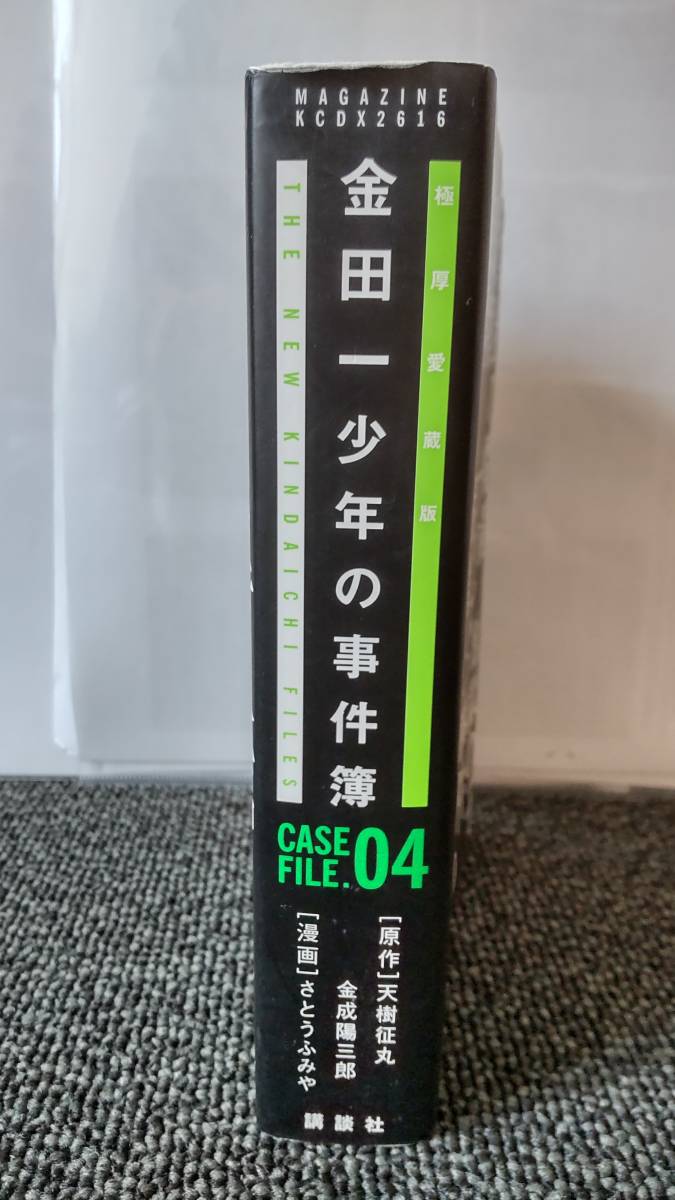 MAGAZINE
KCDX2616
極厚愛蔵版
金田一少年の事件簿
THE NEW KINDAICHI FILES
CASE
FILE.04
[原作]天樹征丸
金成陽三郎
[漫画]さとうふみや
講談社